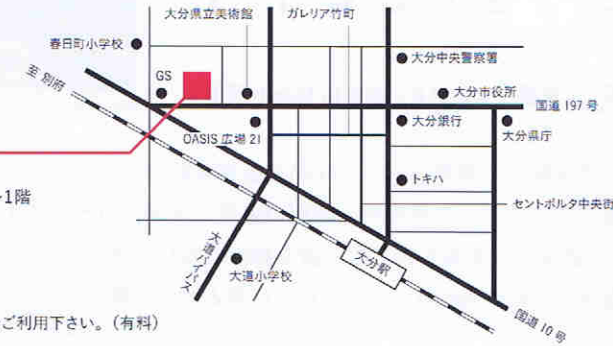 大分県立美術館
ガレリア竹町
春日町小学校
大分中央警察署
至 別府
GS
大分市役所
国道 197 号
OASIS 広場 21
大分銀行
大分県庁
トキハ
1階
セントポルタ中央街
大道バイパス
大道小学校
大分駅
国道 10 号
ご利用下さい。(有料)